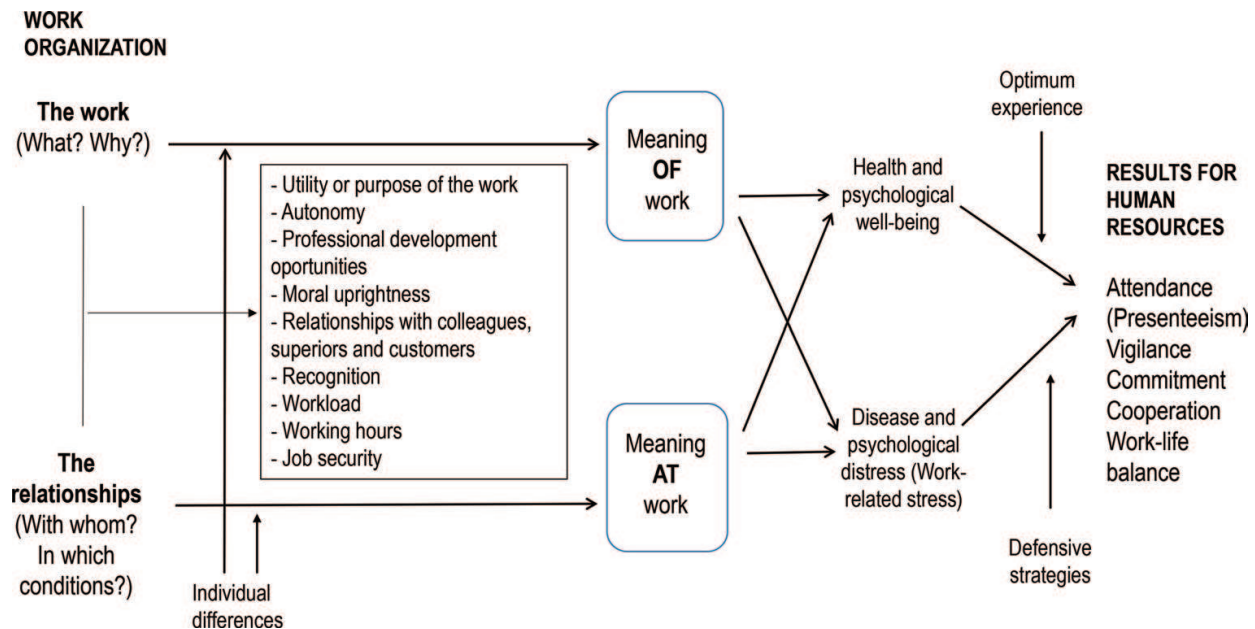 WORK
ORGANIZATION
The work
(What? Why?)
The
relationships
(With whom?
In which
conditions?)
Individual
differences
- Utility or purpose of the work
- Autonomy
- Professional development
oportunities
- Moral uprightness
- Relationships with colleagues,
superiors and customers
- Recognition
- Workload
- Working hours
- Job security
Meaning
OF
work
Meaning
AT
work
Health and
psychological
well-being
Disease and
psychological
distress (Work-
related stress)
Optimum
experience
Defensive
strategies
RESULTS FOR
HUMAN
RESOURCES
Attendance
(Presenteeism)
Vigilance
Commitment
Cooperation
Work-life
balance